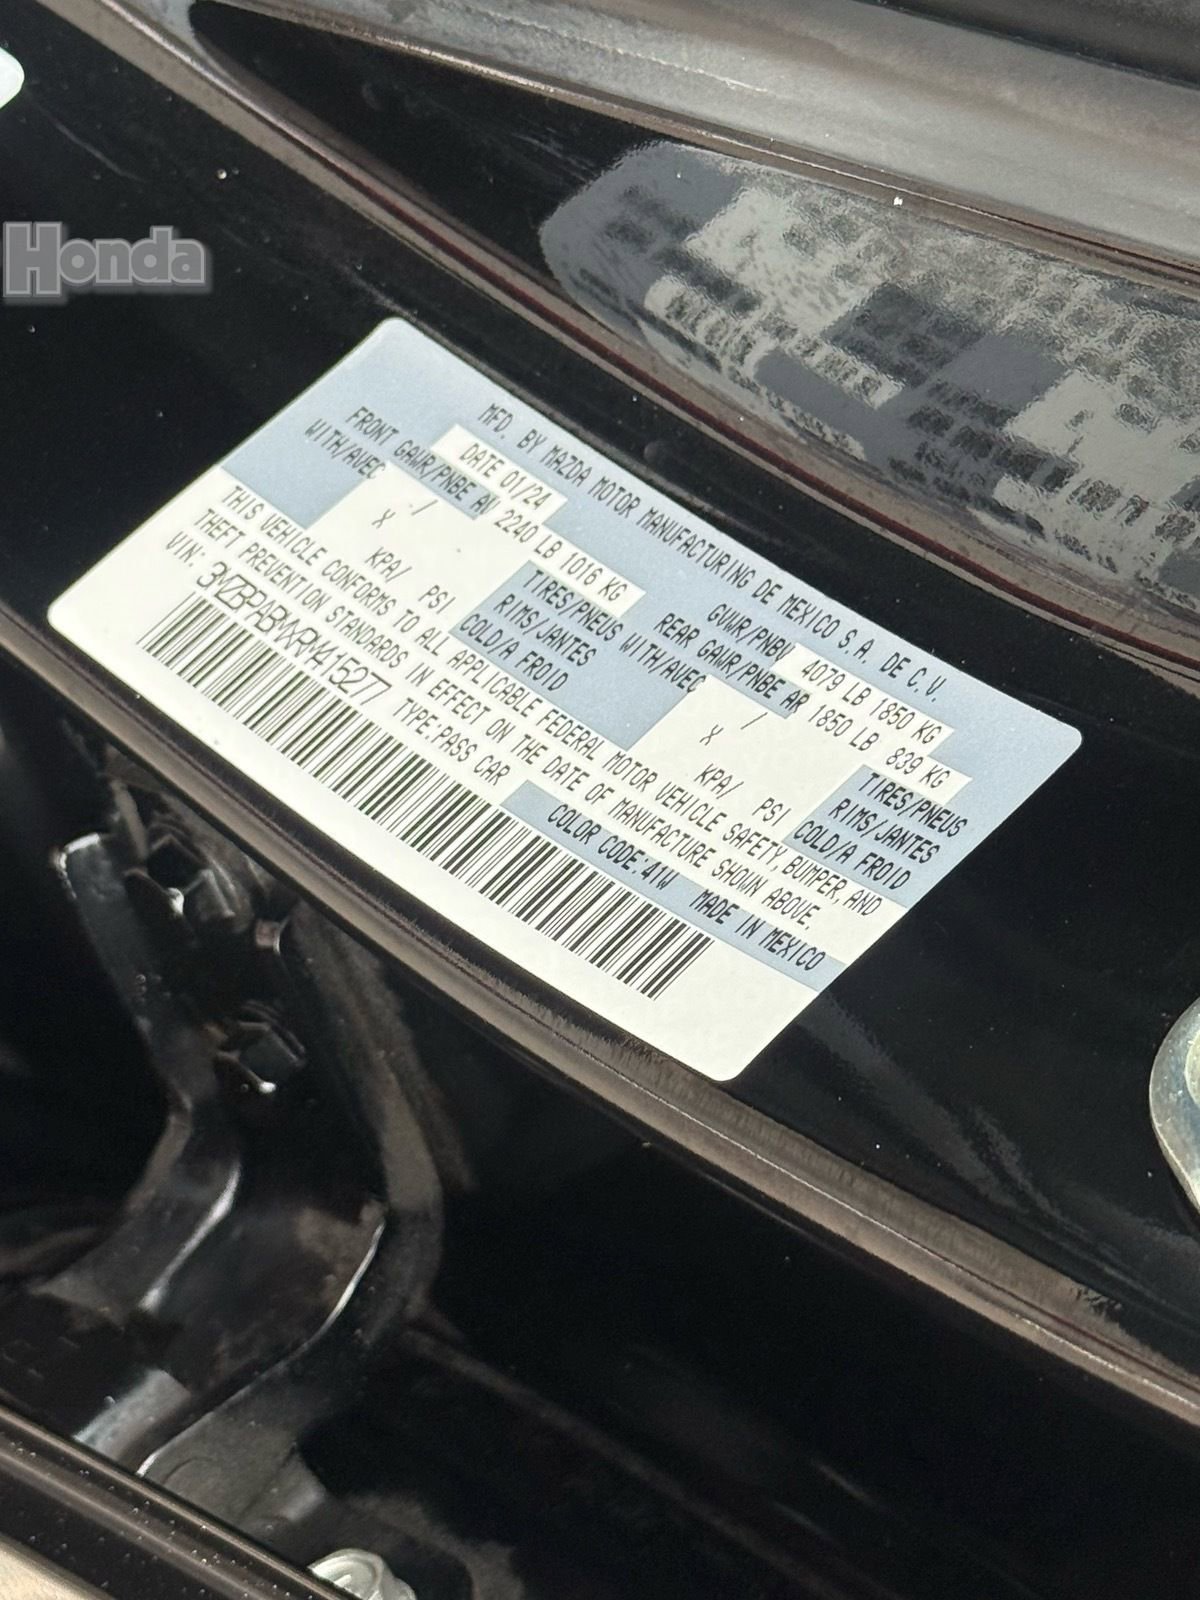 Honda
MFD. BY MAZDA MOTOR MANUFACTURING DE MEXICO S.A. DE C.V.
DATE 01/24 GVWR/PNBV 4079 LB 1850 KG
FRONT GAWR/PNBE AV 2240 LB 1016 KG REAR GAWR/PNBE AR 1850 LB 839 KG
WITH/AVEC / TIRES/PNEUS WITH/AVEC / TIRES/PNEUS
X RIMS/JANTES X RIMS/JANTES
KPA/ PSI COLD/A FROID KPA/ PSI COLD/A FROID
THIS VEHICLE CONFORMS TO ALL APPLICABLE FEDERAL MOTOR VEHICLE SAFETY, BUMPER, AND
THEFT PREVENTION STANDARDS IN EFFECT ON THE DATE OF MANUFACTURE SHOWN ABOVE.
VIN: 3MZBPABMXRM415277 TYPE:PASS CAR COLOR CODE:41W MADE IN MEXICO